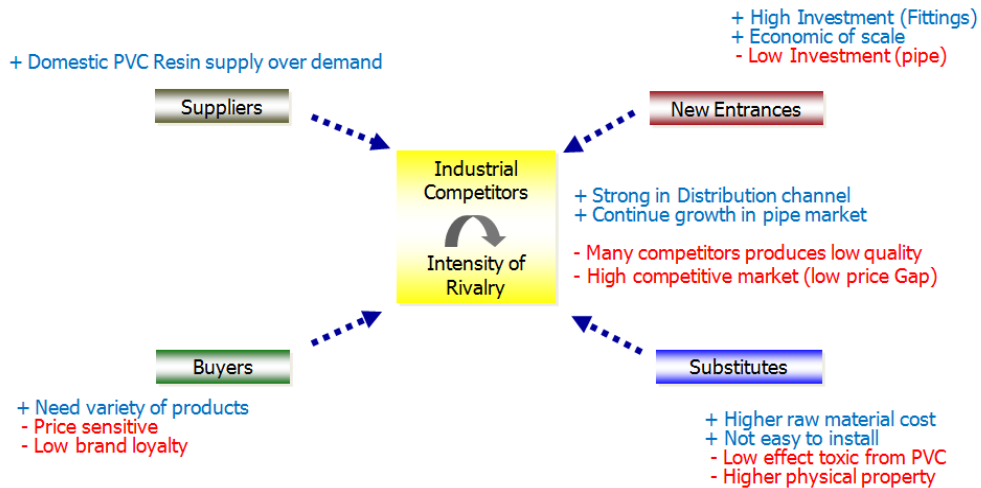 + High Investment (Fittings)
+ Economic of scale
- Low Investment (pipe)
+ Domestic PVC Resin supply over demand
Suppliers
New Entrances
Industrial
Competitors
Intensity of
Rivalry
+ Strong in Distribution channel
+ Continue growth in pipe market
- Many competitors produces low quality
- High competitive market (low price Gap)
Buyers
+ Need variety of products
- Price sensitive
- Low brand loyalty
Substitutes
+ Higher raw material cost
+ Not easy to install
- Low effect toxic from PVC
- Higher physical property